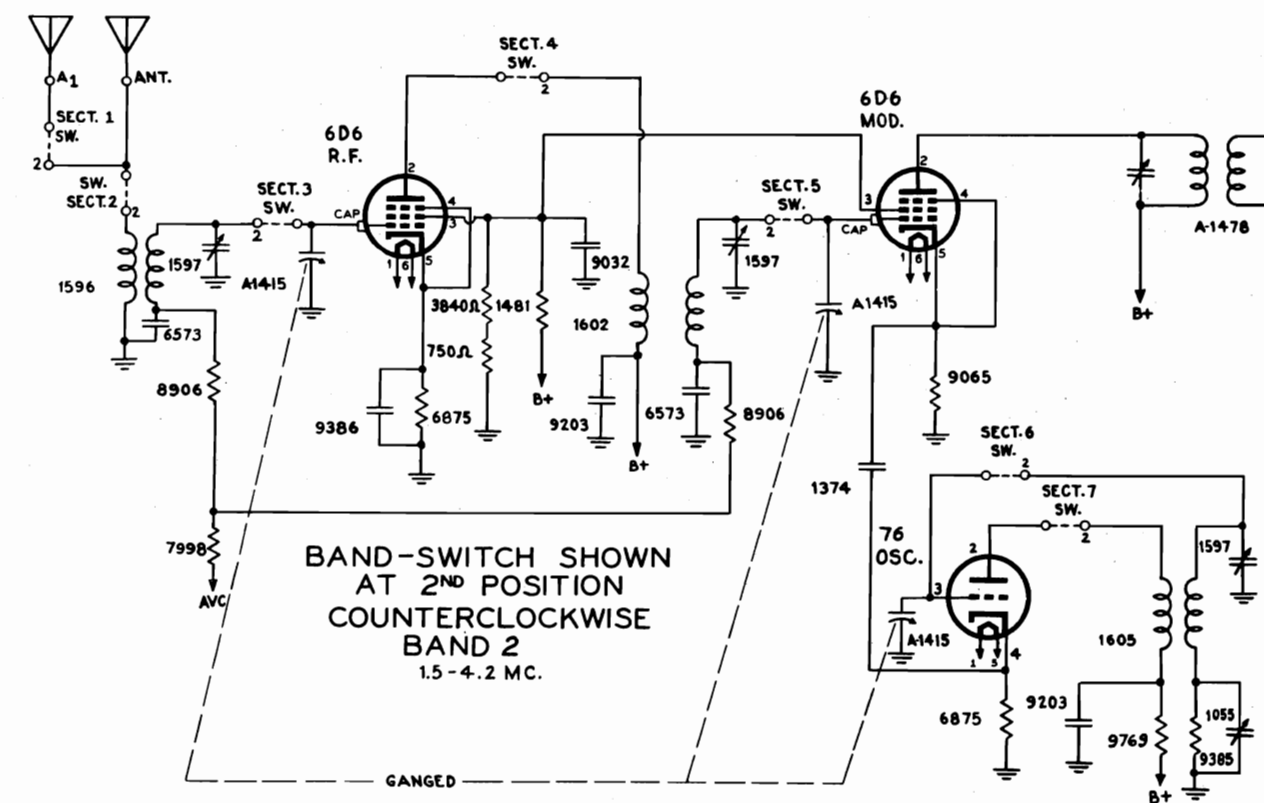 SECT.4
SW.
2
A1
ANT.
6D6
MOD.
SECT. 1
SW.
6D6
R.F.
2
2
2
SW.
SECT.2
2
SECT.3
SW.
2
CAP
4
3
1 6 5
SECT.5
SW.
2
3
4
CAP
1 6 5
A-1478
1597
A1415
9032
1597
1596
3840Ω
1481
1602
A1415
B+
6573
750Ω
8906
B+
9065
9386
6875
9203
6573
8906
B+
SECT.6
SW.
2
1374
SECT.7
SW.
2
7998
AVC
76
OSC.
2
3
1597
BAND-SWITCH SHOWN
AT 2ND POSITION
COUNTERCLOCKWISE
BAND 2
1.5-4.2 MC.
A-1415
1 5 4
1605
9203
6875
9769
1055
9385
GANGED
B+